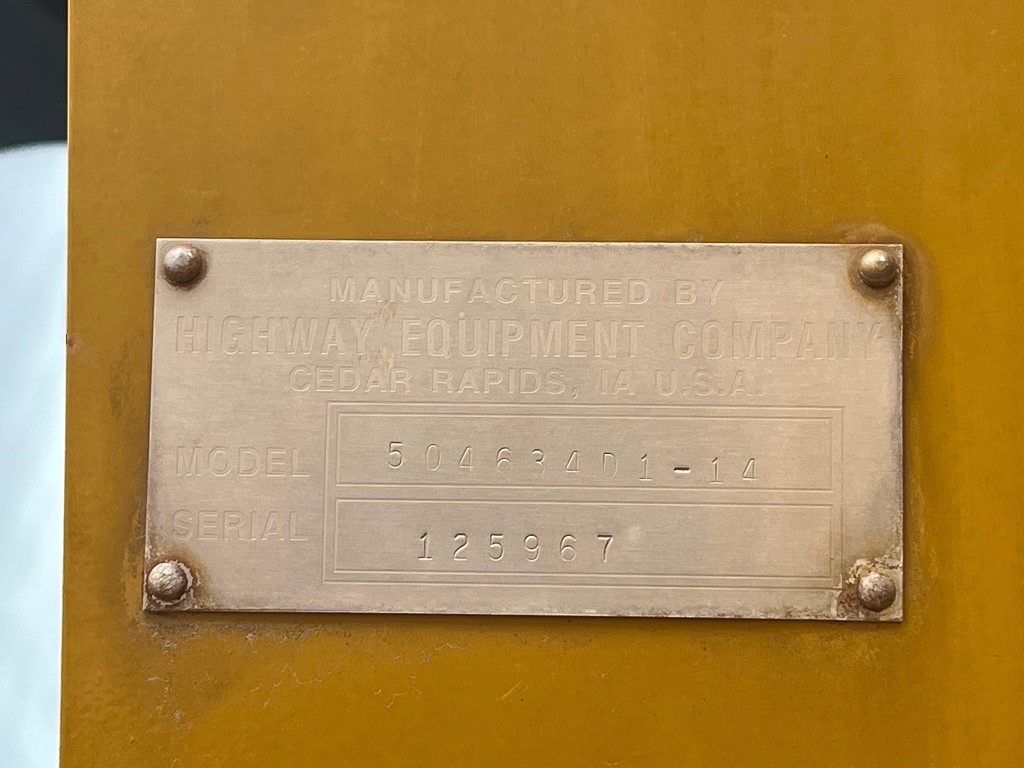 MANUFACTURED BY
HIGHWAY EQUIPMENT COMPANY
CEDAR RAPIDS, IA U.S.A.
MODEL 504634D1-14
SERIAL 125967